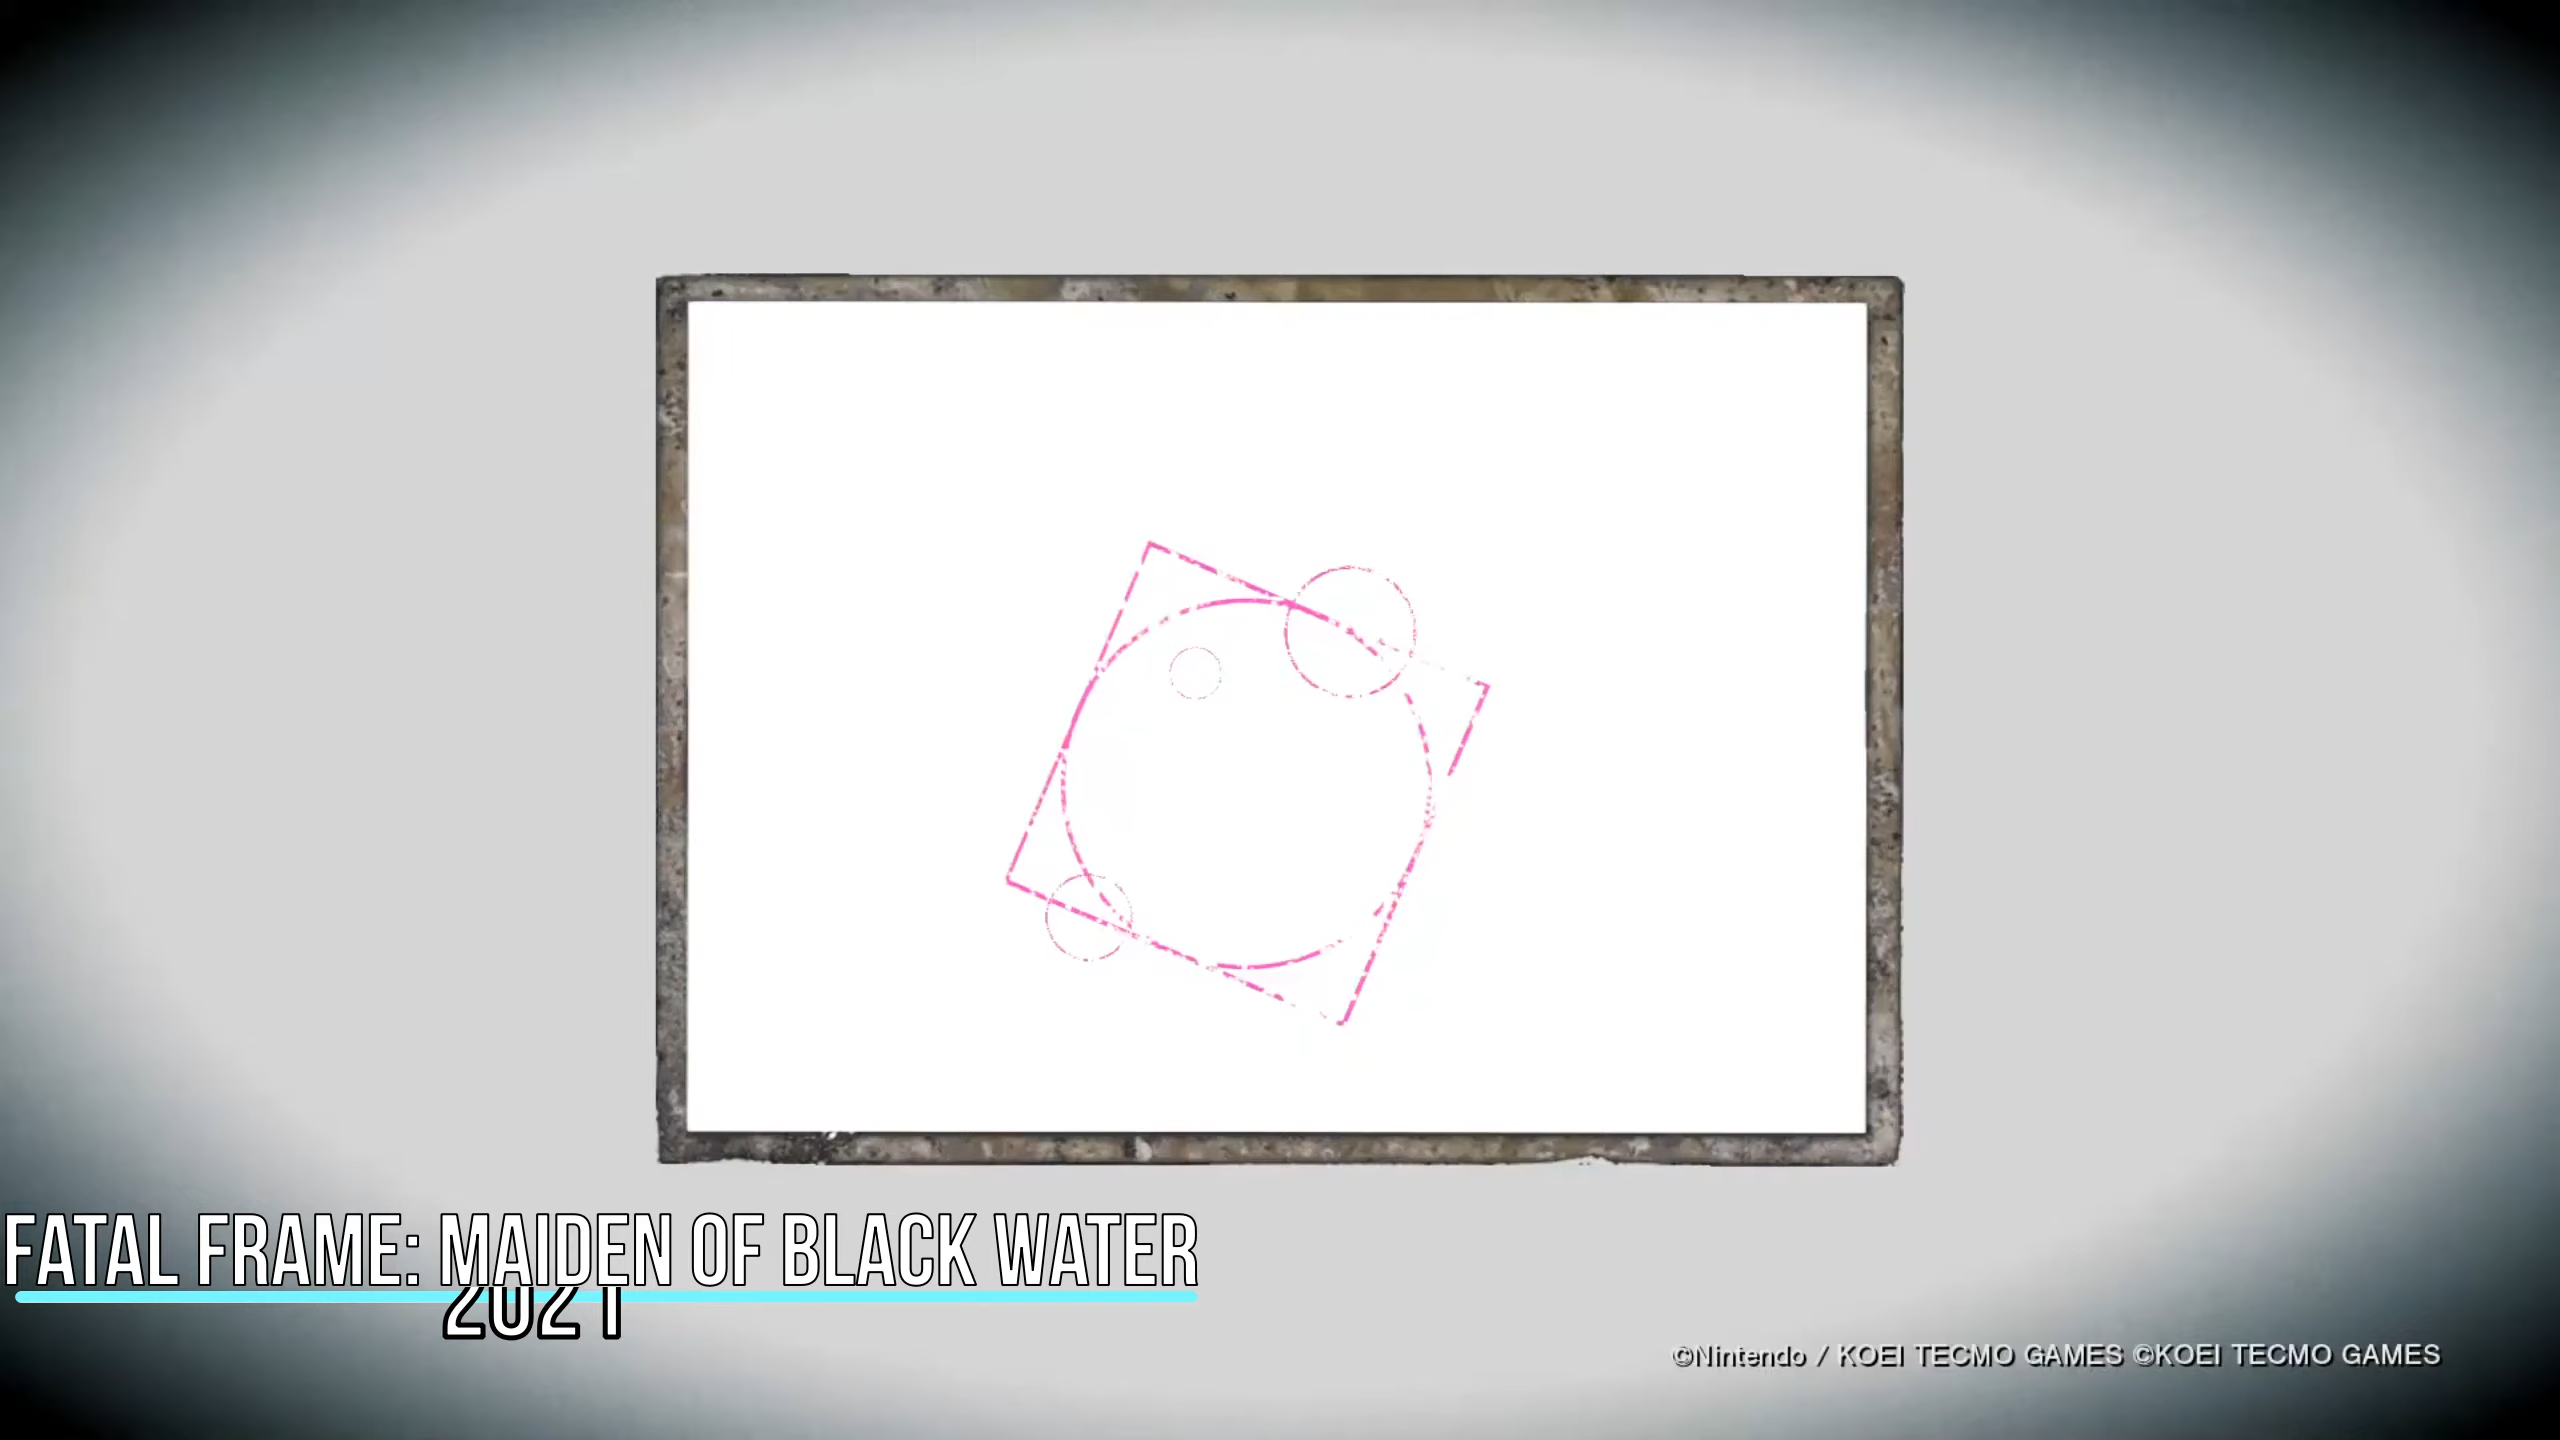 FATAL FRAME: MAIDEN OF BLACK WATER
2021
©Nintendo / KOEI TECMO GAMES ©KOEI TECMO GAMES